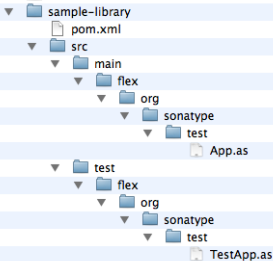 sample-library
pom.xml
src
main
flex
org
sonatype
test
App.as
test
flex
org
sonatype
test
TestApp.as